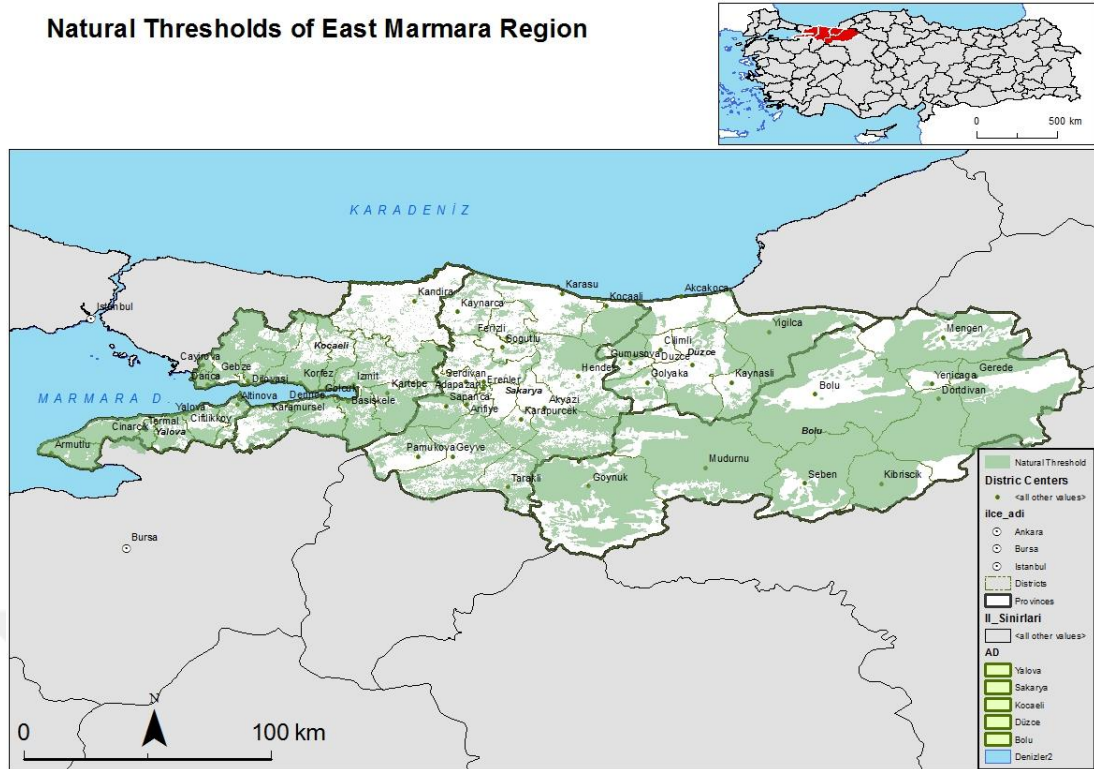 Natural Thresholds of East Marmara Region
0 500 km
KARADENİZ
Istanbul
MARMARA D.
Bursa
Kandira
Kaynarca
Karasu
Kocaali
Akcakoca
Ferizli
Sogutlu
Kocaeli
Cayirova
Gebze
Darica
Dilovasi
Korfez
Izmit
Kartepe
Golcuk
Derince
Basiskele
Altinova
Karamursel
Yalova
Ciftlikkoy
Termal
Cinarcik
Yalova
Armutlu
Serdivan
Erenler
Adapazari
Sakarya
Sapanca
Arifiye
Akyazi
Karapurcek
Hendek
Pamukova
Geyve
Tarakli
Gumusova
Cilimli
Duzce
Düzce
Golyaka
Kaynasli
Yigilca
Bolu
Bolu
Mengen
Gerede
Yenicaga
Dortdivan
Goynuk
Mudurnu
Seben
Kibriscik
N
0 100 km
Natural Threshold
Distric Centers
<all other values>
ilce_adi
Ankara
Bursa
Istanbul
Districts
Provinces
Il_Sinirlari
<all other values>
AD
Yalova
Sakarya
Kocaeli
Düzce
Bolu
Denizler2